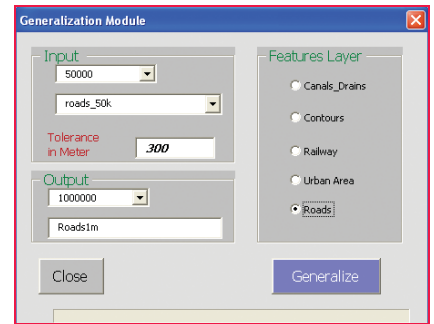 Generalization Module
Input
50000
roads_50k
Tolerance
in Meter
300
Output
1000000
Roads1m
Features Layer
Canals_Drains
Contours
Railway
Urban Area
Roads
Close
Generalize